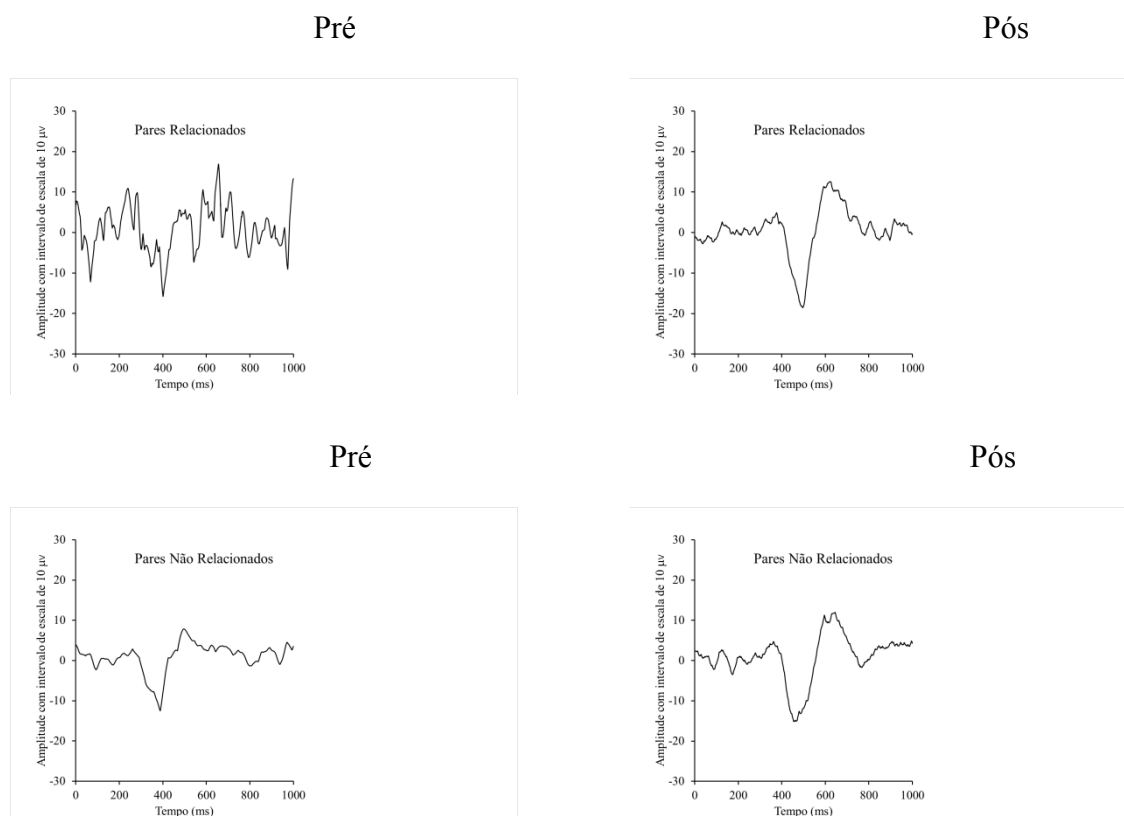 Pré
Pós
Pares Relacionados
Amplitude com intervalo de escala de 10 μv
30
20
10
0
-10
-20
-30
0 200 400 600 800 1000
Tempo (ms)
Pares Relacionados
Amplitude com intervalo de escala de 10 μv
30
20
10
0
-10
-20
-30
0 200 400 600 800 1000
Tempo (ms)
Pré
Pós
Pares Não Relacionados
Amplitude com intervalo de escala de 10 μv
30
20
10
0
-10
-20
-30
0 200 400 600 800 1000
Tempo (ms)
Pares Não Relacionados
Amplitude com intervalo de escala de 10 μv
30
20
10
0
-10
-20
-30
0 200 400 600 800 1000
Tempo (ms)